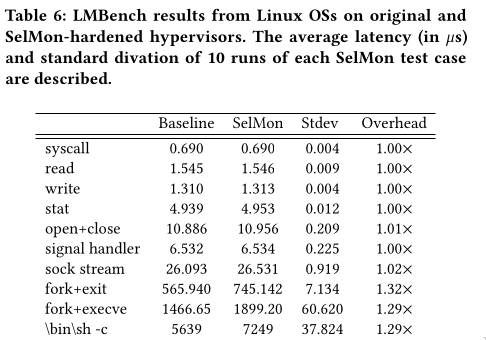 Table 6: LMBench results from Linux OSs on original and
SelMon-hardened hypervisors. The average latency (in μs)
and standard divation of 10 runs of each SelMon test case
are described.
Baseline SelMon Stdev Overhead
syscall 0.690 0.690 0.004 1.00×
read 1.545 1.546 0.009 1.00×
write 1.310 1.313 0.004 1.00×
stat 4.939 4.953 0.012 1.00×
open+close 10.886 10.956 0.209 1.01×
signal handler 6.532 6.534 0.225 1.00×
sock stream 26.093 26.531 0.919 1.02×
fork+exit 565.940 745.142 7.134 1.32×
fork+execve 1466.65 1899.20 60.620 1.29×
\bin\sh -c 5639 7249 37.824 1.29×